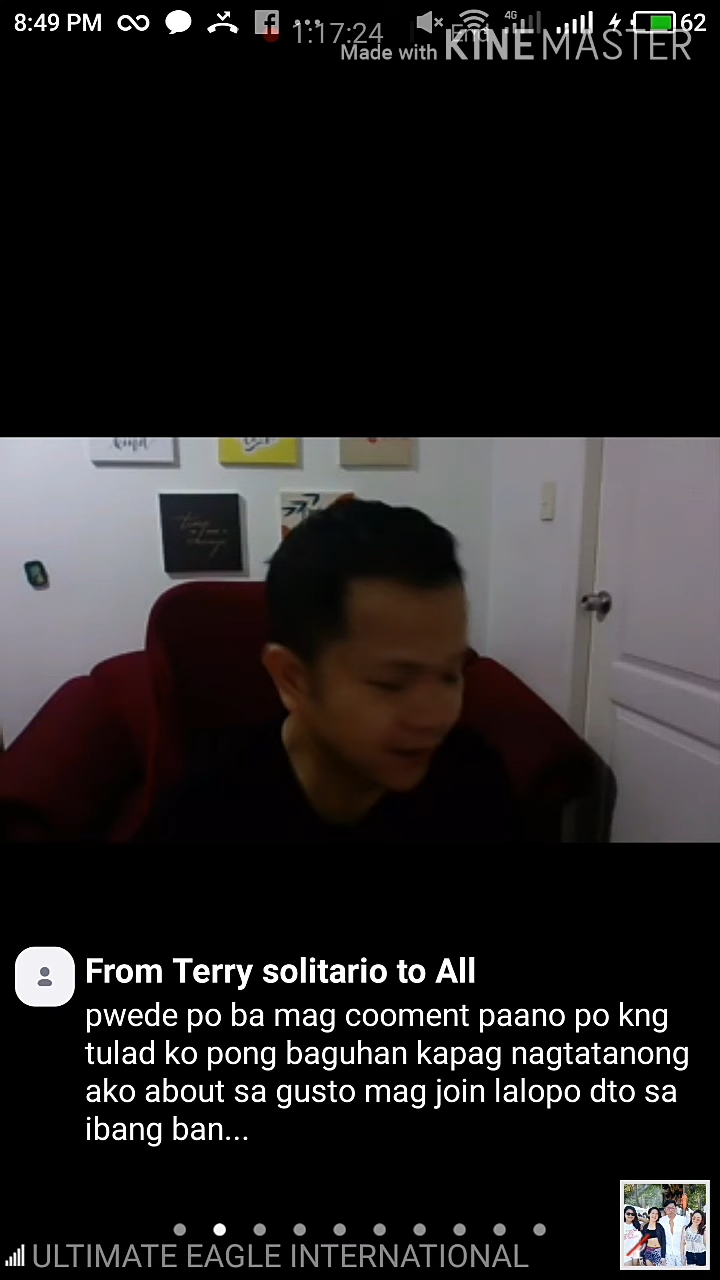 8:49 PM
62
4G
1:17:24
End
Made with KINEMASTER
From Terry solitario to All
pwede po ba mag cooment paano po kng
tulad ko pong baguhan kapag nagtatanong
ako about sa gusto mag join lalopo dto sa
ibang ban...
ULTIMATE EAGLE INTERNATIONAL